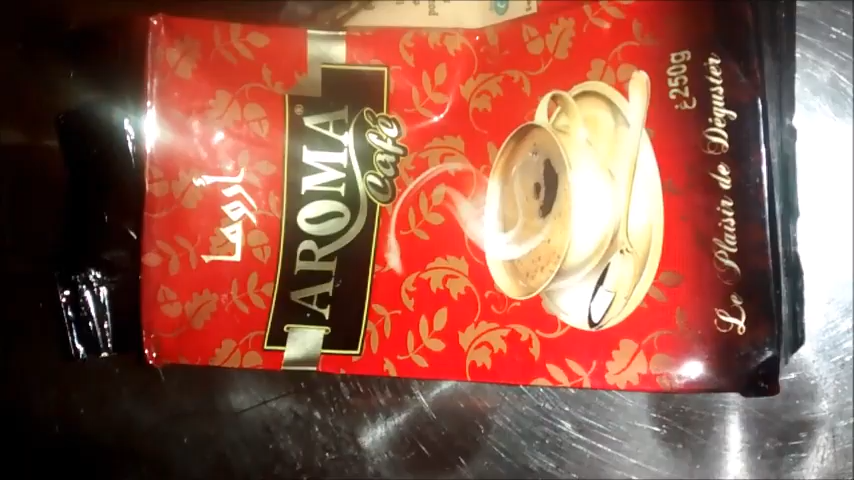 أروما
AROMA®
Café
℮250g
Le Plaisir de Déguster